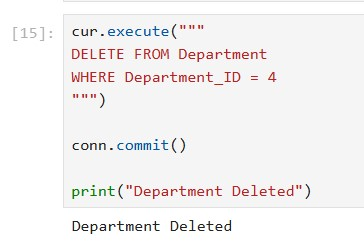 [15]:
cur.execute("""
DELETE FROM Department
WHERE Department_ID = 4
""")
conn.commit()
print("Department Deleted")
Department Deleted